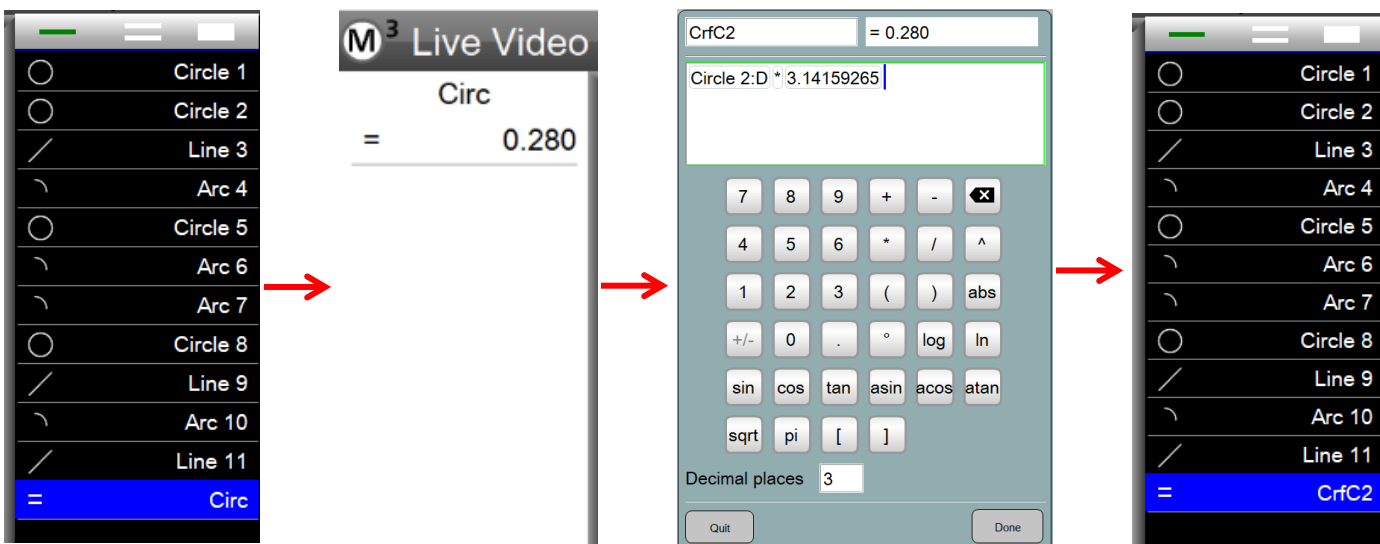 Circle 1
Circle 2
Line 3
Arc 4
Circle 5
Arc 6
Arc 7
Circle 8
Line 9
Arc 10
Line 11
= Circ
M³ Live Video
Circ
= 0.280
CrfC2 = 0.280
Circle 2:D * 3.14159265
7 8 9 + -
4 5 6 * / ^
1 2 3 ( ) abs
+/- 0 . ° log ln
sin cos tan asin acos atan
sqrt pi [ ]
Decimal places 3
Quit Done
Circle 1
Circle 2
Line 3
Arc 4
Circle 5
Arc 6
Arc 7
Circle 8
Line 9
Arc 10
Line 11
= CrfC2